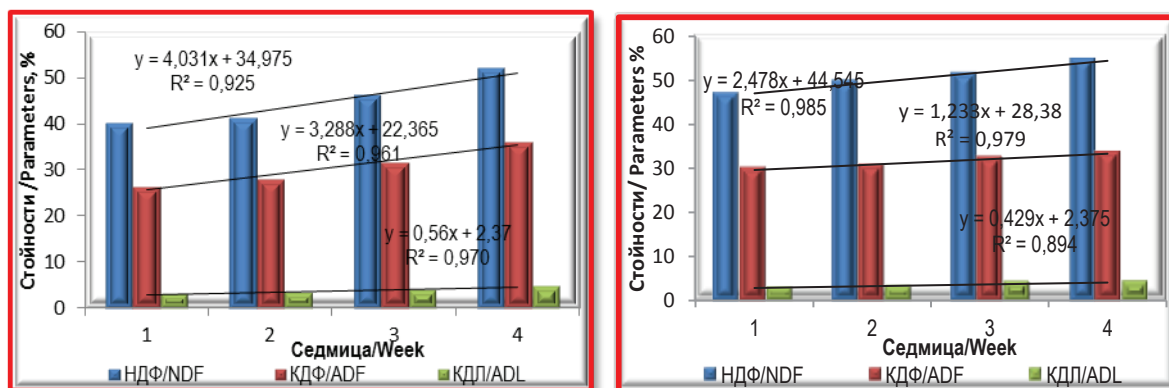 60
50
40
30
20
10
0
Стойности /Parameters, %
y = 4,031x + 34,975
R² = 0,925
y = 3,288x + 22,365
R² = 0,961
y = 0,56x + 2,37
R² = 0,970
1 2 3 4
Седмица/Week
НДФ/NDF КДФ/ADF КДЛ/ADL
60
50
40
30
20
10
0
Стойности/ Parameters %
y = 2,478x + 44,545
R² = 0,985
y = 1,233x + 28,38
R² = 0,979
y = 0,429x + 2,375
R² = 0,894
1 2 3 4
Седмица/Week
НДФ/NDF КДФ/ADF КДЛ/ADL